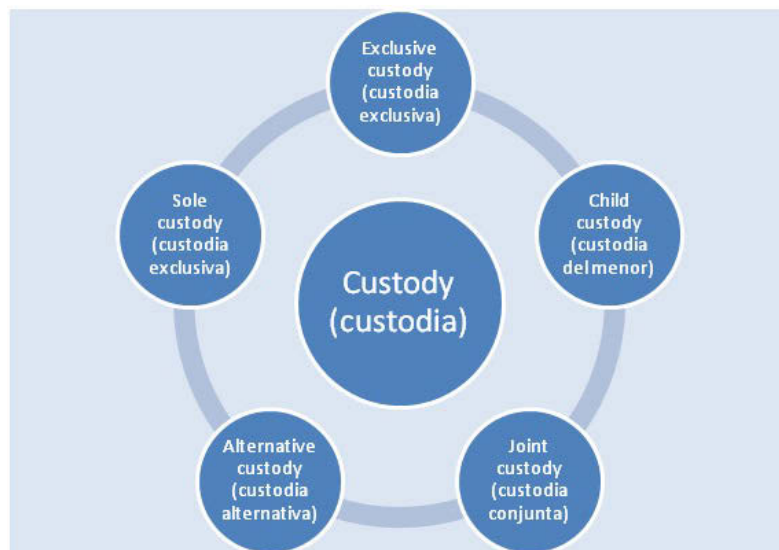 Exclusive
custody
(custodia
exclusiva)
Child
custody
(custodia
del menor)
Joint
custody
(custodia
conjunta)
Alternative
custody
(custodia
alternativa)
Sole
custody
(custodia
exclusiva)
Custody
(custodia)